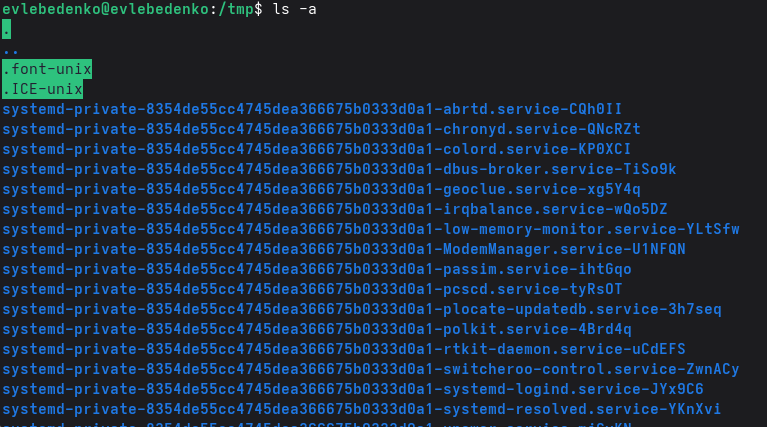 evlebedenko@evlebedenko:/tmp$ ls -a
.
..
.font-unix
.ICE-unix
systemd-private-8354de55cc4745dea366675b0333d0a1-abrtd.service-CQh0II
systemd-private-8354de55cc4745dea366675b0333d0a1-chronyd.service-QNcRZt
systemd-private-8354de55cc4745dea366675b0333d0a1-colord.service-KP0XCI
systemd-private-8354de55cc4745dea366675b0333d0a1-dbus-broker.service-TiSo9k
systemd-private-8354de55cc4745dea366675b0333d0a1-geoclue.service-xg5Y4q
systemd-private-8354de55cc4745dea366675b0333d0a1-irqbalance.service-wQo5DZ
systemd-private-8354de55cc4745dea366675b0333d0a1-low-memory-monitor.service-YLtSfw
systemd-private-8354de55cc4745dea366675b0333d0a1-ModemManager.service-U1NFQN
systemd-private-8354de55cc4745dea366675b0333d0a1-passim.service-ihtGqo
systemd-private-8354de55cc4745dea366675b0333d0a1-pcscd.service-tyRsOT
systemd-private-8354de55cc4745dea366675b0333d0a1-plocate-updatedb.service-3h7seq
systemd-private-8354de55cc4745dea366675b0333d0a1-polkit.service-4Brd4q
systemd-private-8354de55cc4745dea366675b0333d0a1-rtkit-daemon.service-uCdEFS
systemd-private-8354de55cc4745dea366675b0333d0a1-switcheroo-control.service-ZwnACy
systemd-private-8354de55cc4745dea366675b0333d0a1-systemd-logind.service-JYx9C6
systemd-private-8354de55cc4745dea366675b0333d0a1-systemd-resolved.service-YKnXvi